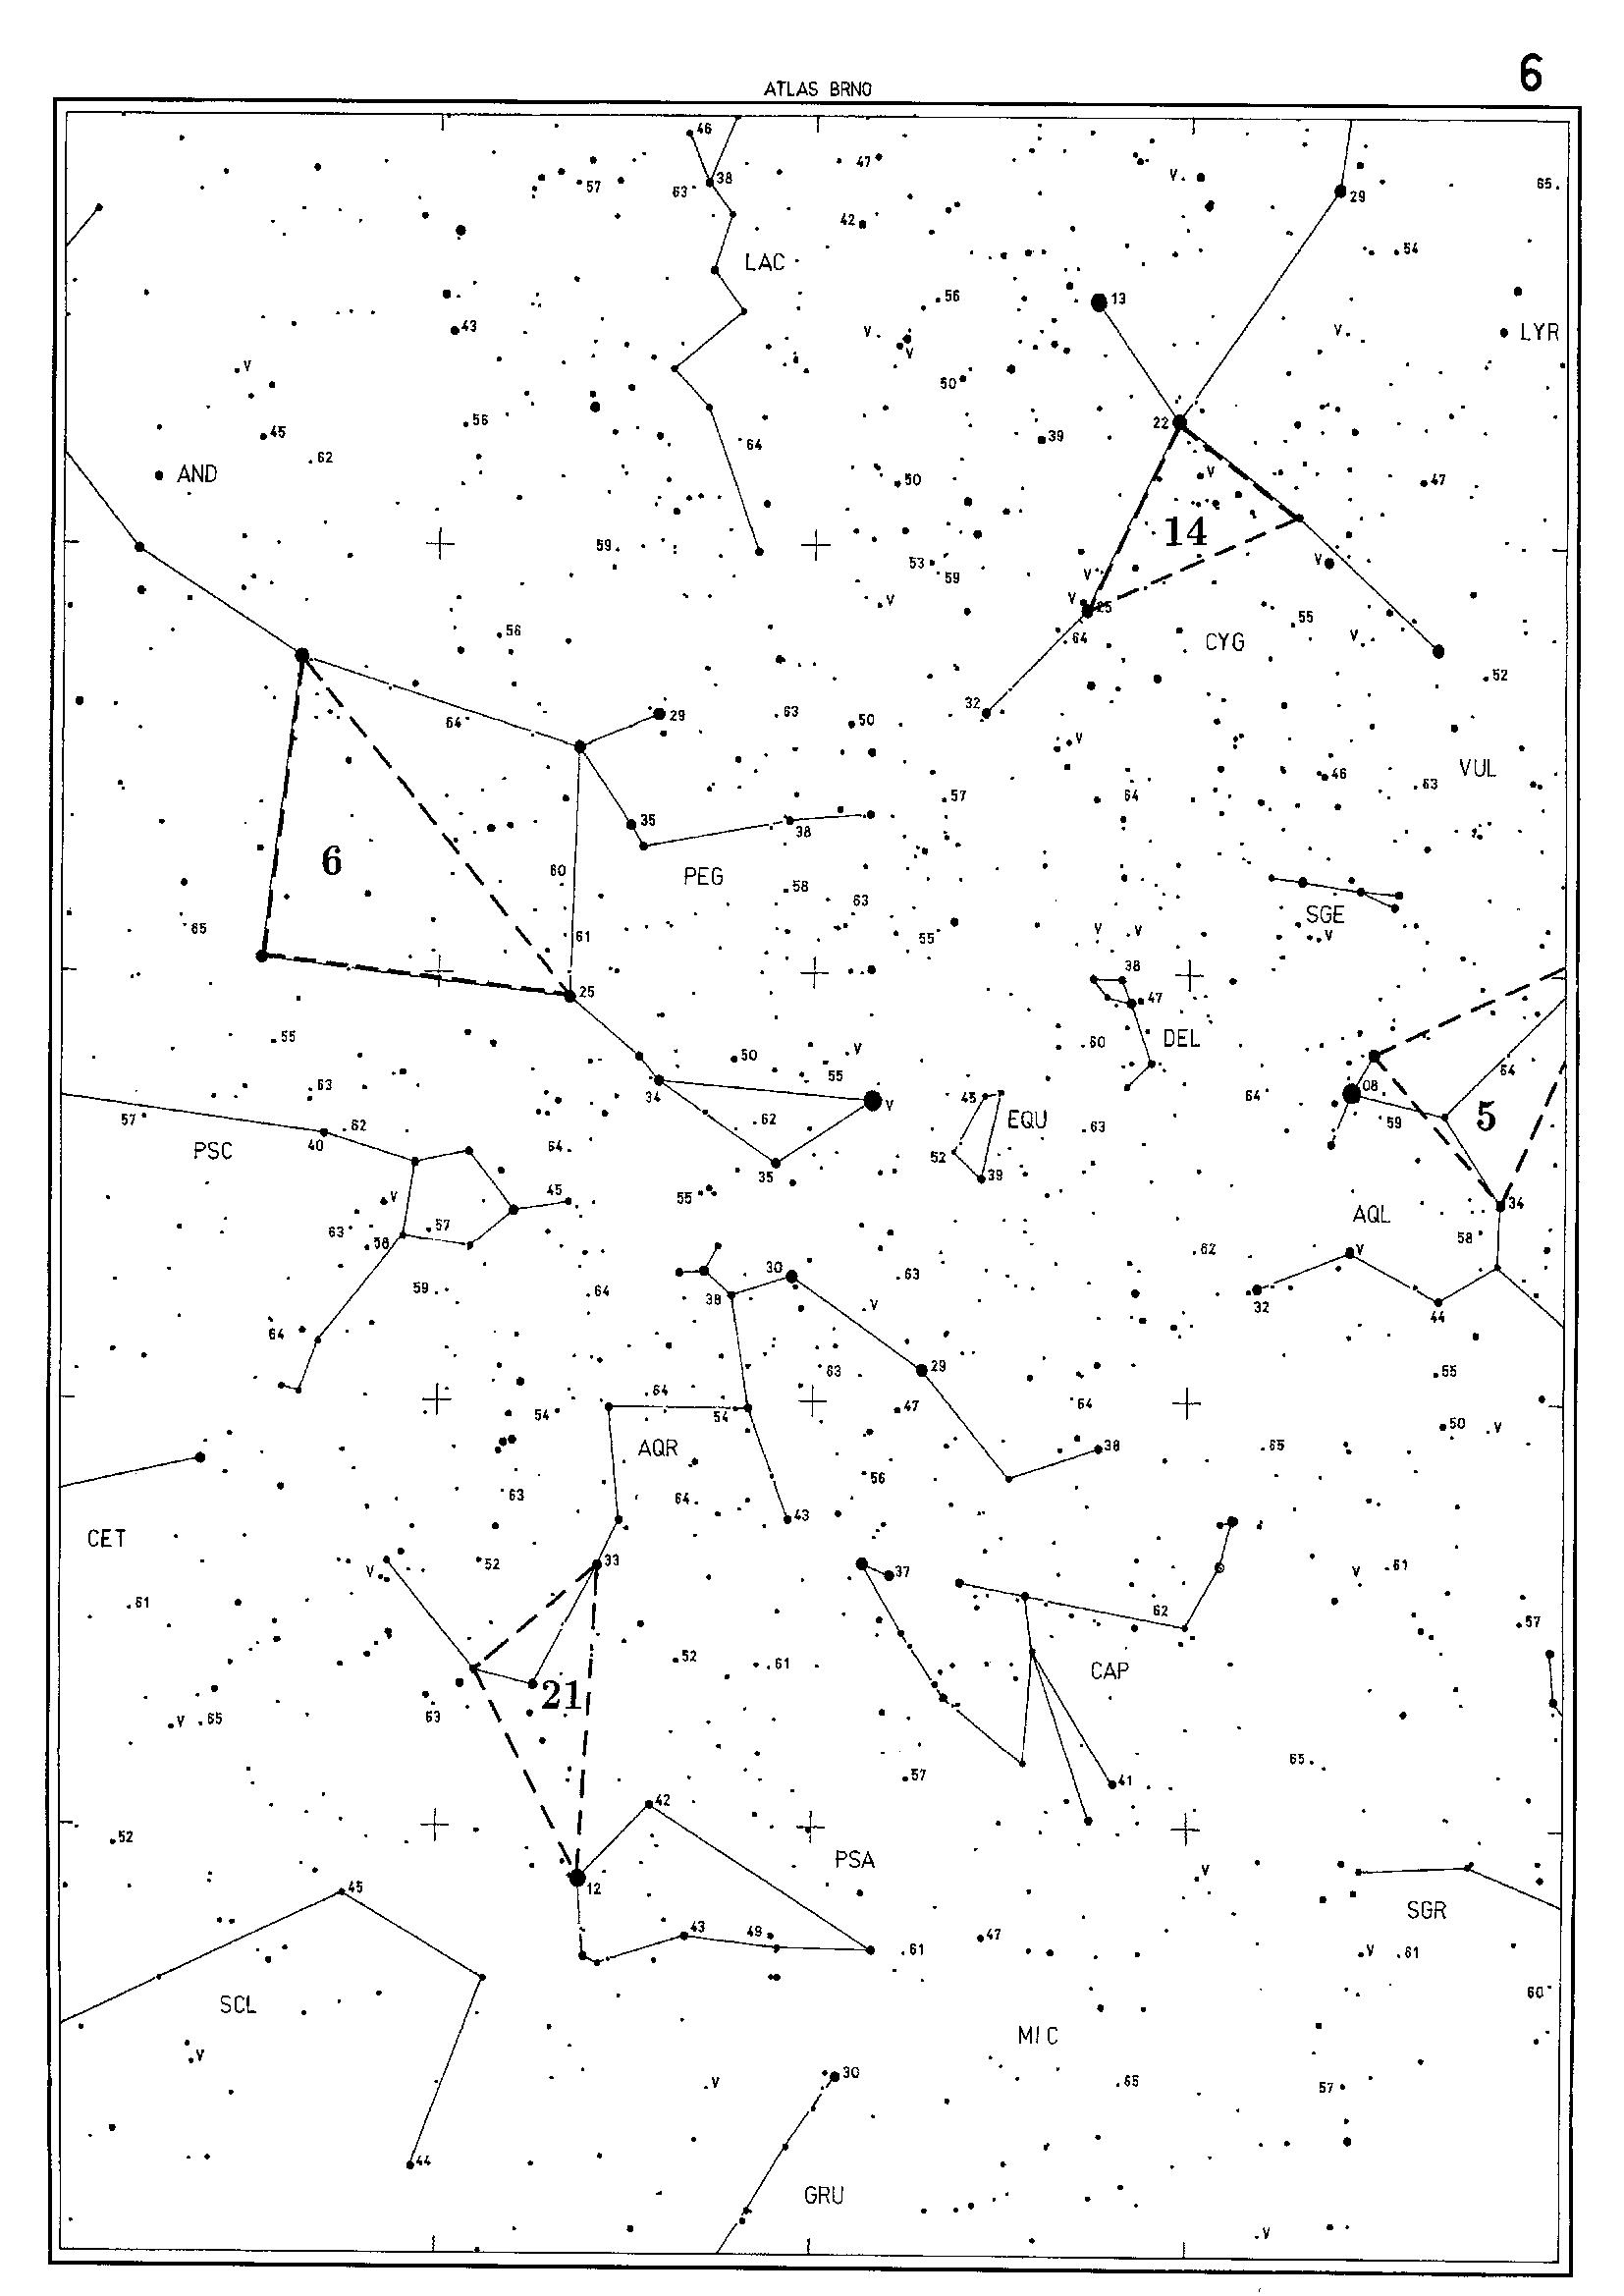 6
ATLAS BRNO
46
47
38
57
63
V
65
29
42
54
LAC
56
13
43
V
V
LYR
V
V
50
56
45
64
39
22
62
AND
V
50
47
14
59
53
59
V
V
V
V
25
55
56
64
CYG
V
52
32
64
29
63
50
V
VUL
46
63
57
64
35
38
6
60
PEG
58
63
SGE
65
61
55
V
V
V
25
38
47
55
50
V
60
DEL
64
55
63
34
V
45
64
08
57
62
EQU
59
5
40
62
PSC
64
35
52
39
63
V
45
55
34
AQL
63
58
57
58
V
62
30
63
59
64
38
V
32
44
64
29
63
55
64
54
54
47
64
AQR
38
50
V
65
56
63
64
43
CET
52
33
V
37
V
61
61
62
57
52
61
CAP
21
V
65
63
65
57
41
42
52
PSA
V
12
45
SGR
43
49
61
47
V
61
SCL
60
MIC
V
30
V
65
57
44
GRU
V